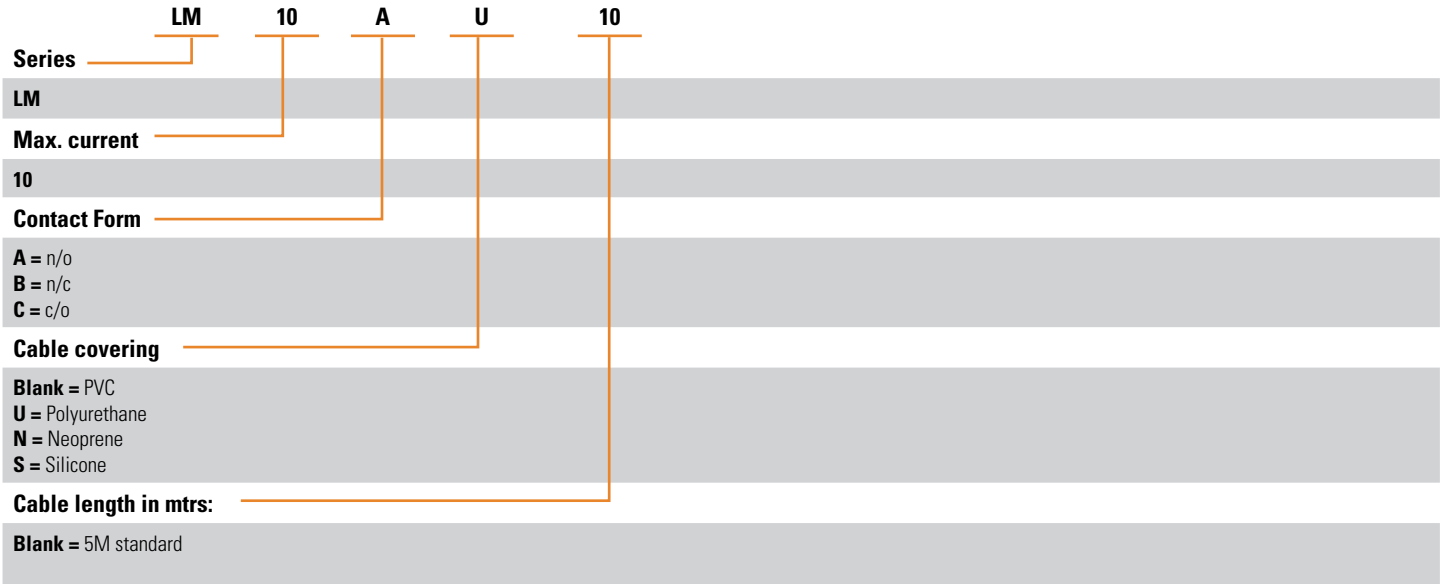 LM 10 A U 10
Series
LM
Max. current
10
Contact Form
A = n/o
B = n/c
C = c/o
Cable covering
Blank = PVC
U = Polyurethane
N = Neoprene
S = Silicone
Cable length in mtrs:
Blank = 5M standard